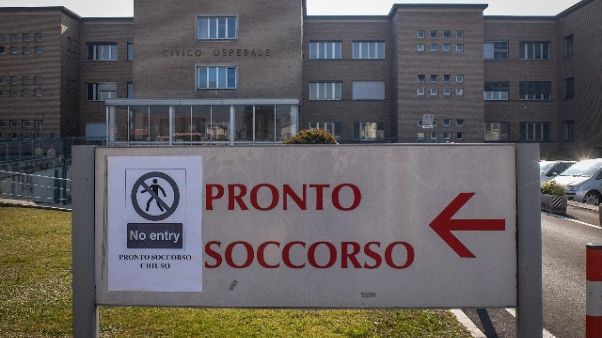 CIVICO OSPEDALE
PRONTO
SOCCORSO
No entry
PRONTO SOCCORSO
CHIUSO